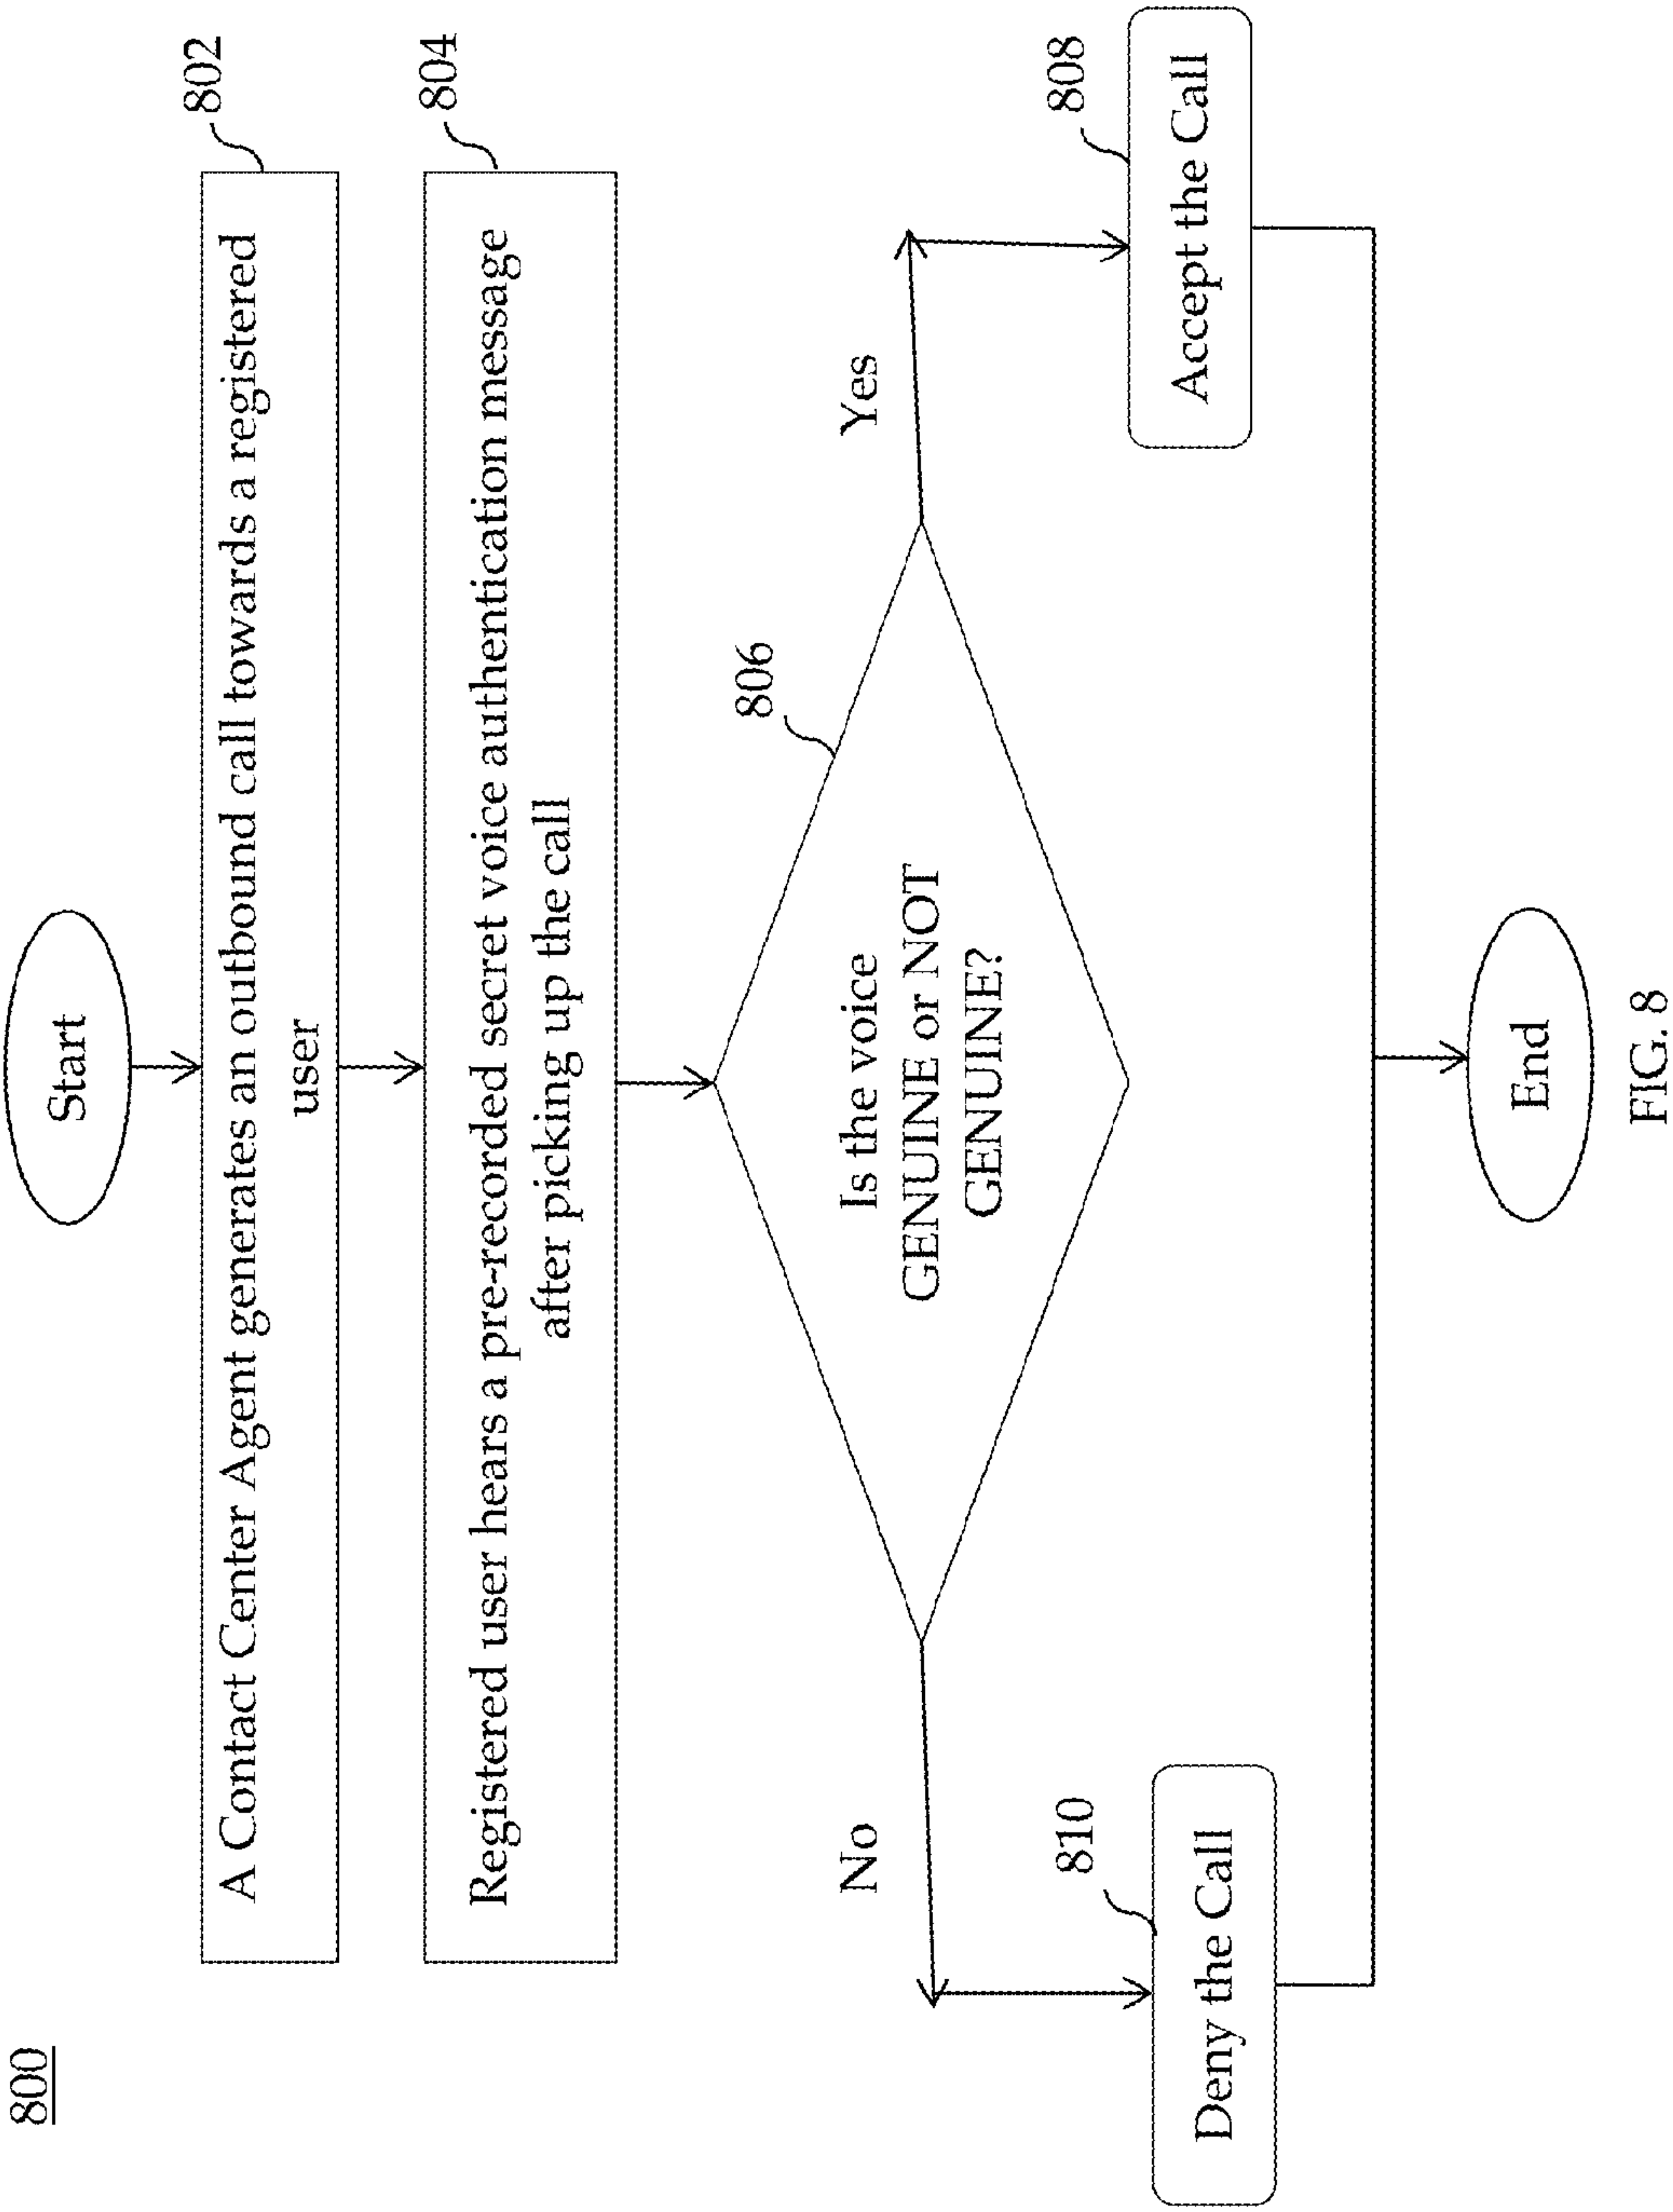 800
Start
802
A Contact Center Agent generates an outbound call towards a registered
user
804
Registered user hears a pre-recorded secret voice authentication message
after picking up the call
806
Is the voice
GENUINE or NOT
GENUINE?
No
Yes
810
Deny the Call
808
Accept the Call
End
FIG. 8